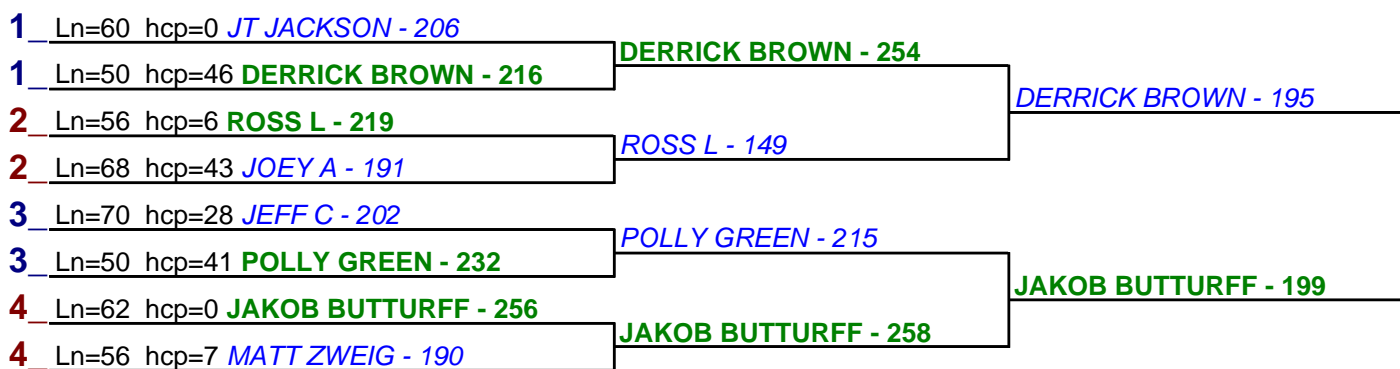 1_ Ln=60 hcp=0 JT JACKSON - 206
DERRICK BROWN - 254
1_ Ln=50 hcp=46 DERRICK BROWN - 216
DERRICK BROWN - 195
2_ Ln=56 hcp=6 ROSS L - 219
ROSS L - 149
2_ Ln=68 hcp=43 JOEY A - 191
3_ Ln=70 hcp=28 JEFF C - 202
POLLY GREEN - 215
3_ Ln=50 hcp=41 POLLY GREEN - 232
JAKOB BUTTURFF - 199
4_ Ln=62 hcp=0 JAKOB BUTTURFF - 256
JAKOB BUTTURFF - 258
4_ Ln=56 hcp=7 MATT ZWEIG - 190